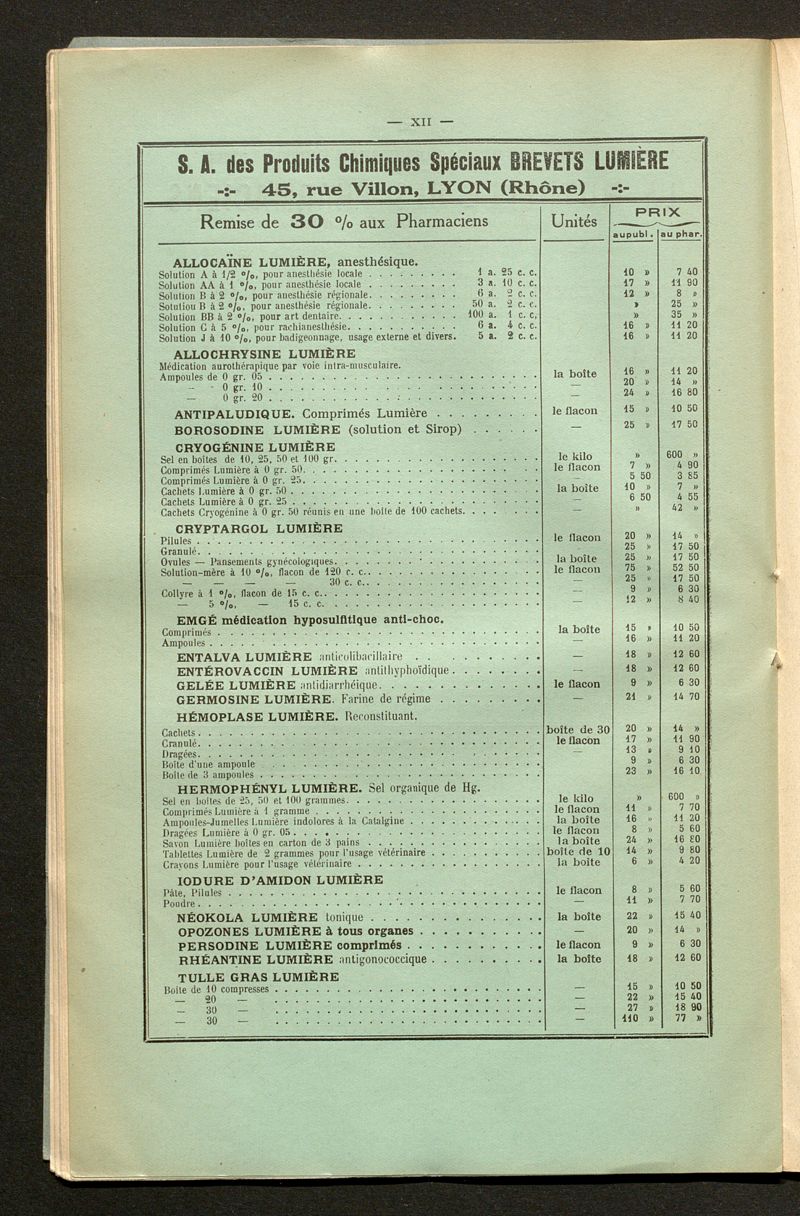 — XII —
S. A. des Produits Chimiques Spéciaux BREVETS LUMIÈRE
-:- 45, rue Villon, LYON (Rhône) -:-
Remise de 30 % aux Pharmaciens Unités PRIX
au publ. au phar.
ALLOCAÏNE LUMIÈRE, anesthésique.
Solution A à 1/2 %, pour anesthésie locale 1 a. 25 c. c. 10 » 7 40
Solution AA à 1 %, pour anesthésie locale 3 a. 10 c. c. 17 » 11 90
Solution B à 2 %, pour anesthésie régionale 6 a. 2 c. c. 12 » 8 »
Solution B à 2 %, pour anesthésie régionale 50 a. 2 c. c. » 25 »
Solution BB à 2 %, pour art dentaire 100 a. 1 c. c. » 35 »
Solution C à 5 %, pour rachianesthésie 6 a. 4 c. c. 16 » 11 20
Solution J à 10 %, pour badigeonnage, usage externe et divers. 5 a. 2 c. c. 16 » 11 20
ALLOCHRYSINE LUMIÈRE
Médication aurothérapique par voie intra-musculaire.
Ampoules de 0 gr. 05 la boîte 16 » 11 20
— - 0 gr. 10 — 20 » 14 »
— 0 gr. 20 — 24 » 16 80
ANTIPALUDIQUE. Comprimés Lumière le flacon 15 » 10 50
BOROSODINE LUMIÈRE (solution et Sirop) — 25 » 17 50
CRYOGÉNINE LUMIÈRE
Sel en boîtes de 10, 25, 50 et 100 gr. le kilo » 600 »
Comprimés Lumière à 0 gr. 50. le flacon 7 » 4 90
Comprimés Lumière à 0 gr. 25. — 5 50 3 85
Cachets Lumière à 0 gr. 50 la boîte 10 » 7 »
Cachets Lumière à 0 gr. 25 — 6 50 4 55
Cachets Cryogénine à 0 gr. 50 réunis en une boîte de 100 cachets. — » 42 »
CRYPTARGOL LUMIÈRE
Pilules le flacon 20 » 14 »
Granulé. — 25 » 17 50
Ovules — Pansements gynécologiques. la boîte 25 » 17 50
Solution-mère à 10 %, flacon de 120 c. c. le flacon 75 » 52 50
— — — — 30 c. c. — 25 » 17 50
Collyre à 1 %, flacon de 15 c. c. — 9 » 6 30
— 5 %, — 15 c. c. — 12 » 8 40
EMGÉ médication hyposulfitique anti-choc.
Comprimés la boîte 15 » 10 50
Ampoules — 16 » 11 20
ENTALVA LUMIÈRE anticolibacillaire — 18 » 12 60
ENTÉROVACCIN LUMIÈRE antithyphoïdique — 18 » 12 60
GELÉE LUMIÈRE antidiarrhéique. le flacon 9 » 6 30
GERMOSINE LUMIÈRE. Farine de régime — 21 » 14 70
HÉMOPLASE LUMIÈRE. Reconstituant.
Cachets boîte de 30 20 » 14 »
Granulé. le flacon 17 » 11 90
Dragées. — 13 » 9 10
Boîte d'une ampoule 9 » 6 30
Boîte de 3 ampoules 23 » 16 10
HERMOPHÉNYL LUMIÈRE. Sel organique de Hg.
Sel en boîtes de 25, 50 et 100 grammes. le kilo » 600 »
Comprimés Lumière à 1 gramme le flacon 11 » 7 70
Ampoules-Jumelles Lumière indolores à la Catalgine la boîte 16 » 11 20
Dragées Lumière à 0 gr. 05 le flacon 8 » 5 60
Savon Lumière boîtes en carton de 3 pains la boîte 24 » 16 80
Tablettes Lumière de 2 grammes pour l'usage vétérinaire boîte de 10 14 » 9 80
Crayons Lumière pour l'usage vétérinaire la boîte 6 » 4 20
IODURE D'AMIDON LUMIÈRE
Pâte, Pilules le flacon 8 » 5 60
Poudre — 11 » 7 70
NÉOKOLA LUMIÈRE tonique la boîte 22 » 15 40
OPOZONES LUMIÈRE à tous organes — 20 » 14 »
PERSODINE LUMIÈRE comprimés le flacon 9 » 6 30
RHÉANTINE LUMIÈRE antigonococcique la boîte 18 » 12 60
TULLE GRAS LUMIÈRE
Boîte de 10 compresses — 15 » 10 50
— 20 — — 22 » 15 40
— 30 — — 27 » 18 90
— 30 — — 110 » 77 »